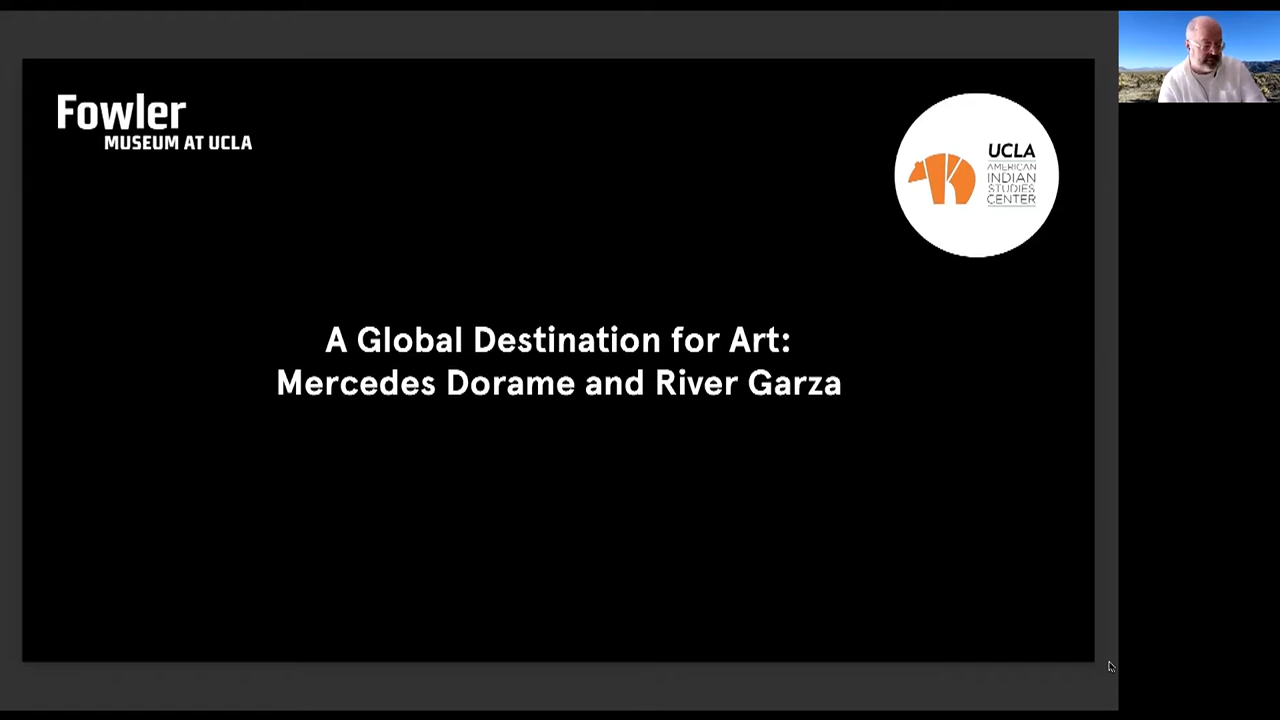 Fowler
MUSEUM AT UCLA
UCLA
AMERICAN
INDIAN
STUDIES
CENTER
A Global Destination for Art:
Mercedes Dorame and River Garza